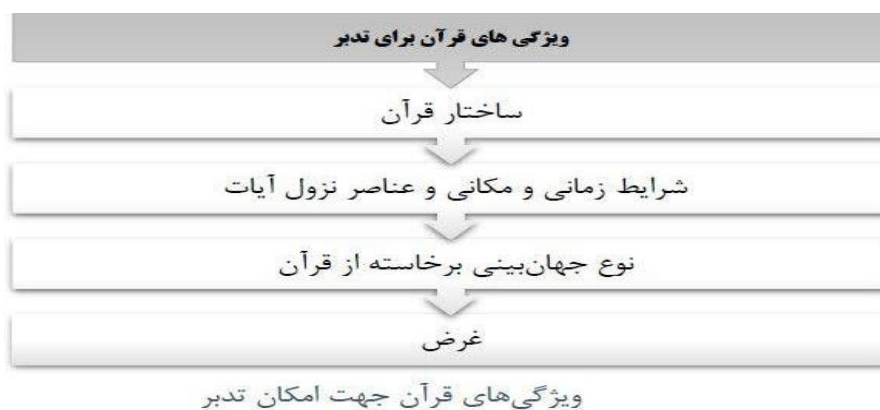 ویژگی های قرآن برای تدبر
ساختار قرآن
شرایط زمانی و مکانی و عناصر نزول آیات
نوع جهان‌بینی برخاسته از قرآن
غرض
ویژگی‌های قرآن جهت امکان تدبر